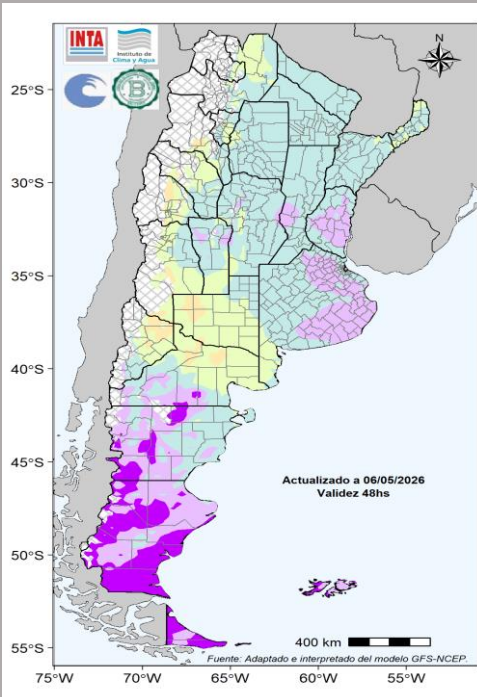 INTA
Instituto de
Clima y Agua
B
N
25°S
30°S
35°S
40°S
45°S
50°S
55°S
Actualizado a 06/05/2026
Validez 48hs
400 km
Fuente: Adaptado e interpretado del modelo GFS-NCEP.
75°W 70°W 65°W 60°W 55°W